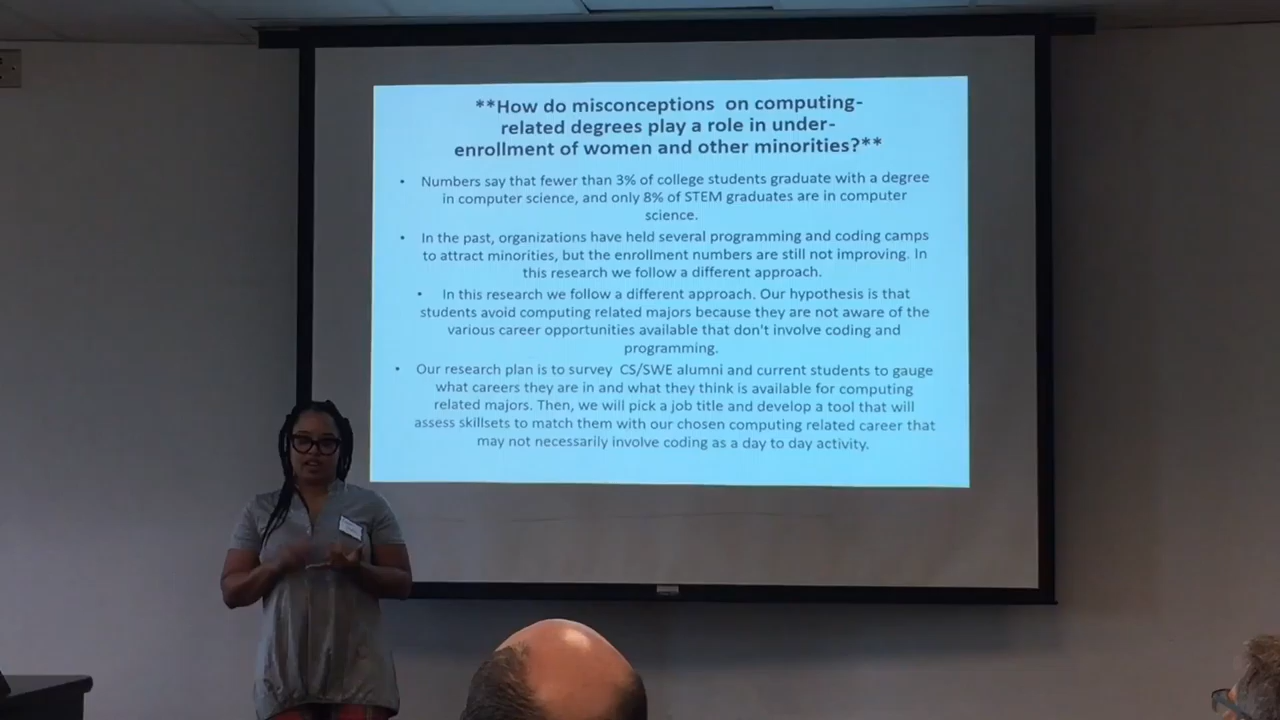 **How do misconceptions on computing-
related degrees play a role in under-
enrollment of women and other minorities?**
• Numbers say that fewer than 3% of college students graduate with a degree
in computer science, and only 8% of STEM graduates are in computer
science.
• In the past, organizations have held several programming and coding camps
to attract minorities, but the enrollment numbers are still not improving. In
this research we follow a different approach.
• In this research we follow a different approach. Our hypothesis is that
students avoid computing related majors because they are not aware of the
various career opportunities available that don't involve coding and
programming.
• Our research plan is to survey CS/SWE alumni and current students to gauge
what careers they are in and what they think is available for computing
related majors. Then, we will pick a job title and develop a tool that will
assess skillsets to match them with our chosen computing related career that
may not necessarily involve coding as a day to day activity.